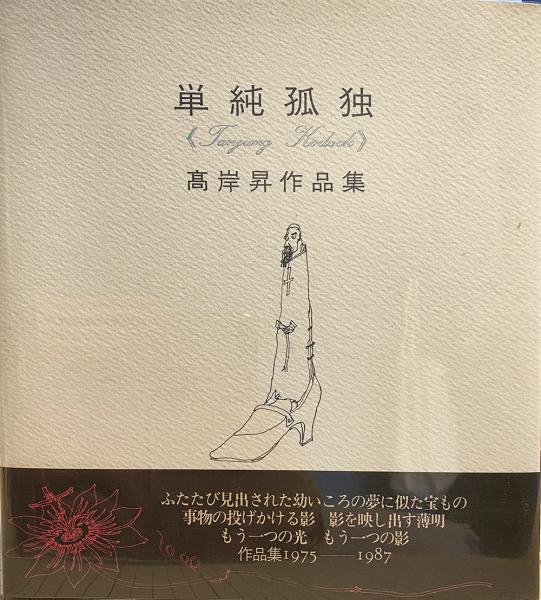 単純孤独
《Tanjung Kodoch》
髙岸昇作品集
ふたたび見出された幼いころの夢に似た宝もの
事物の投げかける影　影を映し出す薄明
もう一つの光　もう一つの影
作品集1975——1987